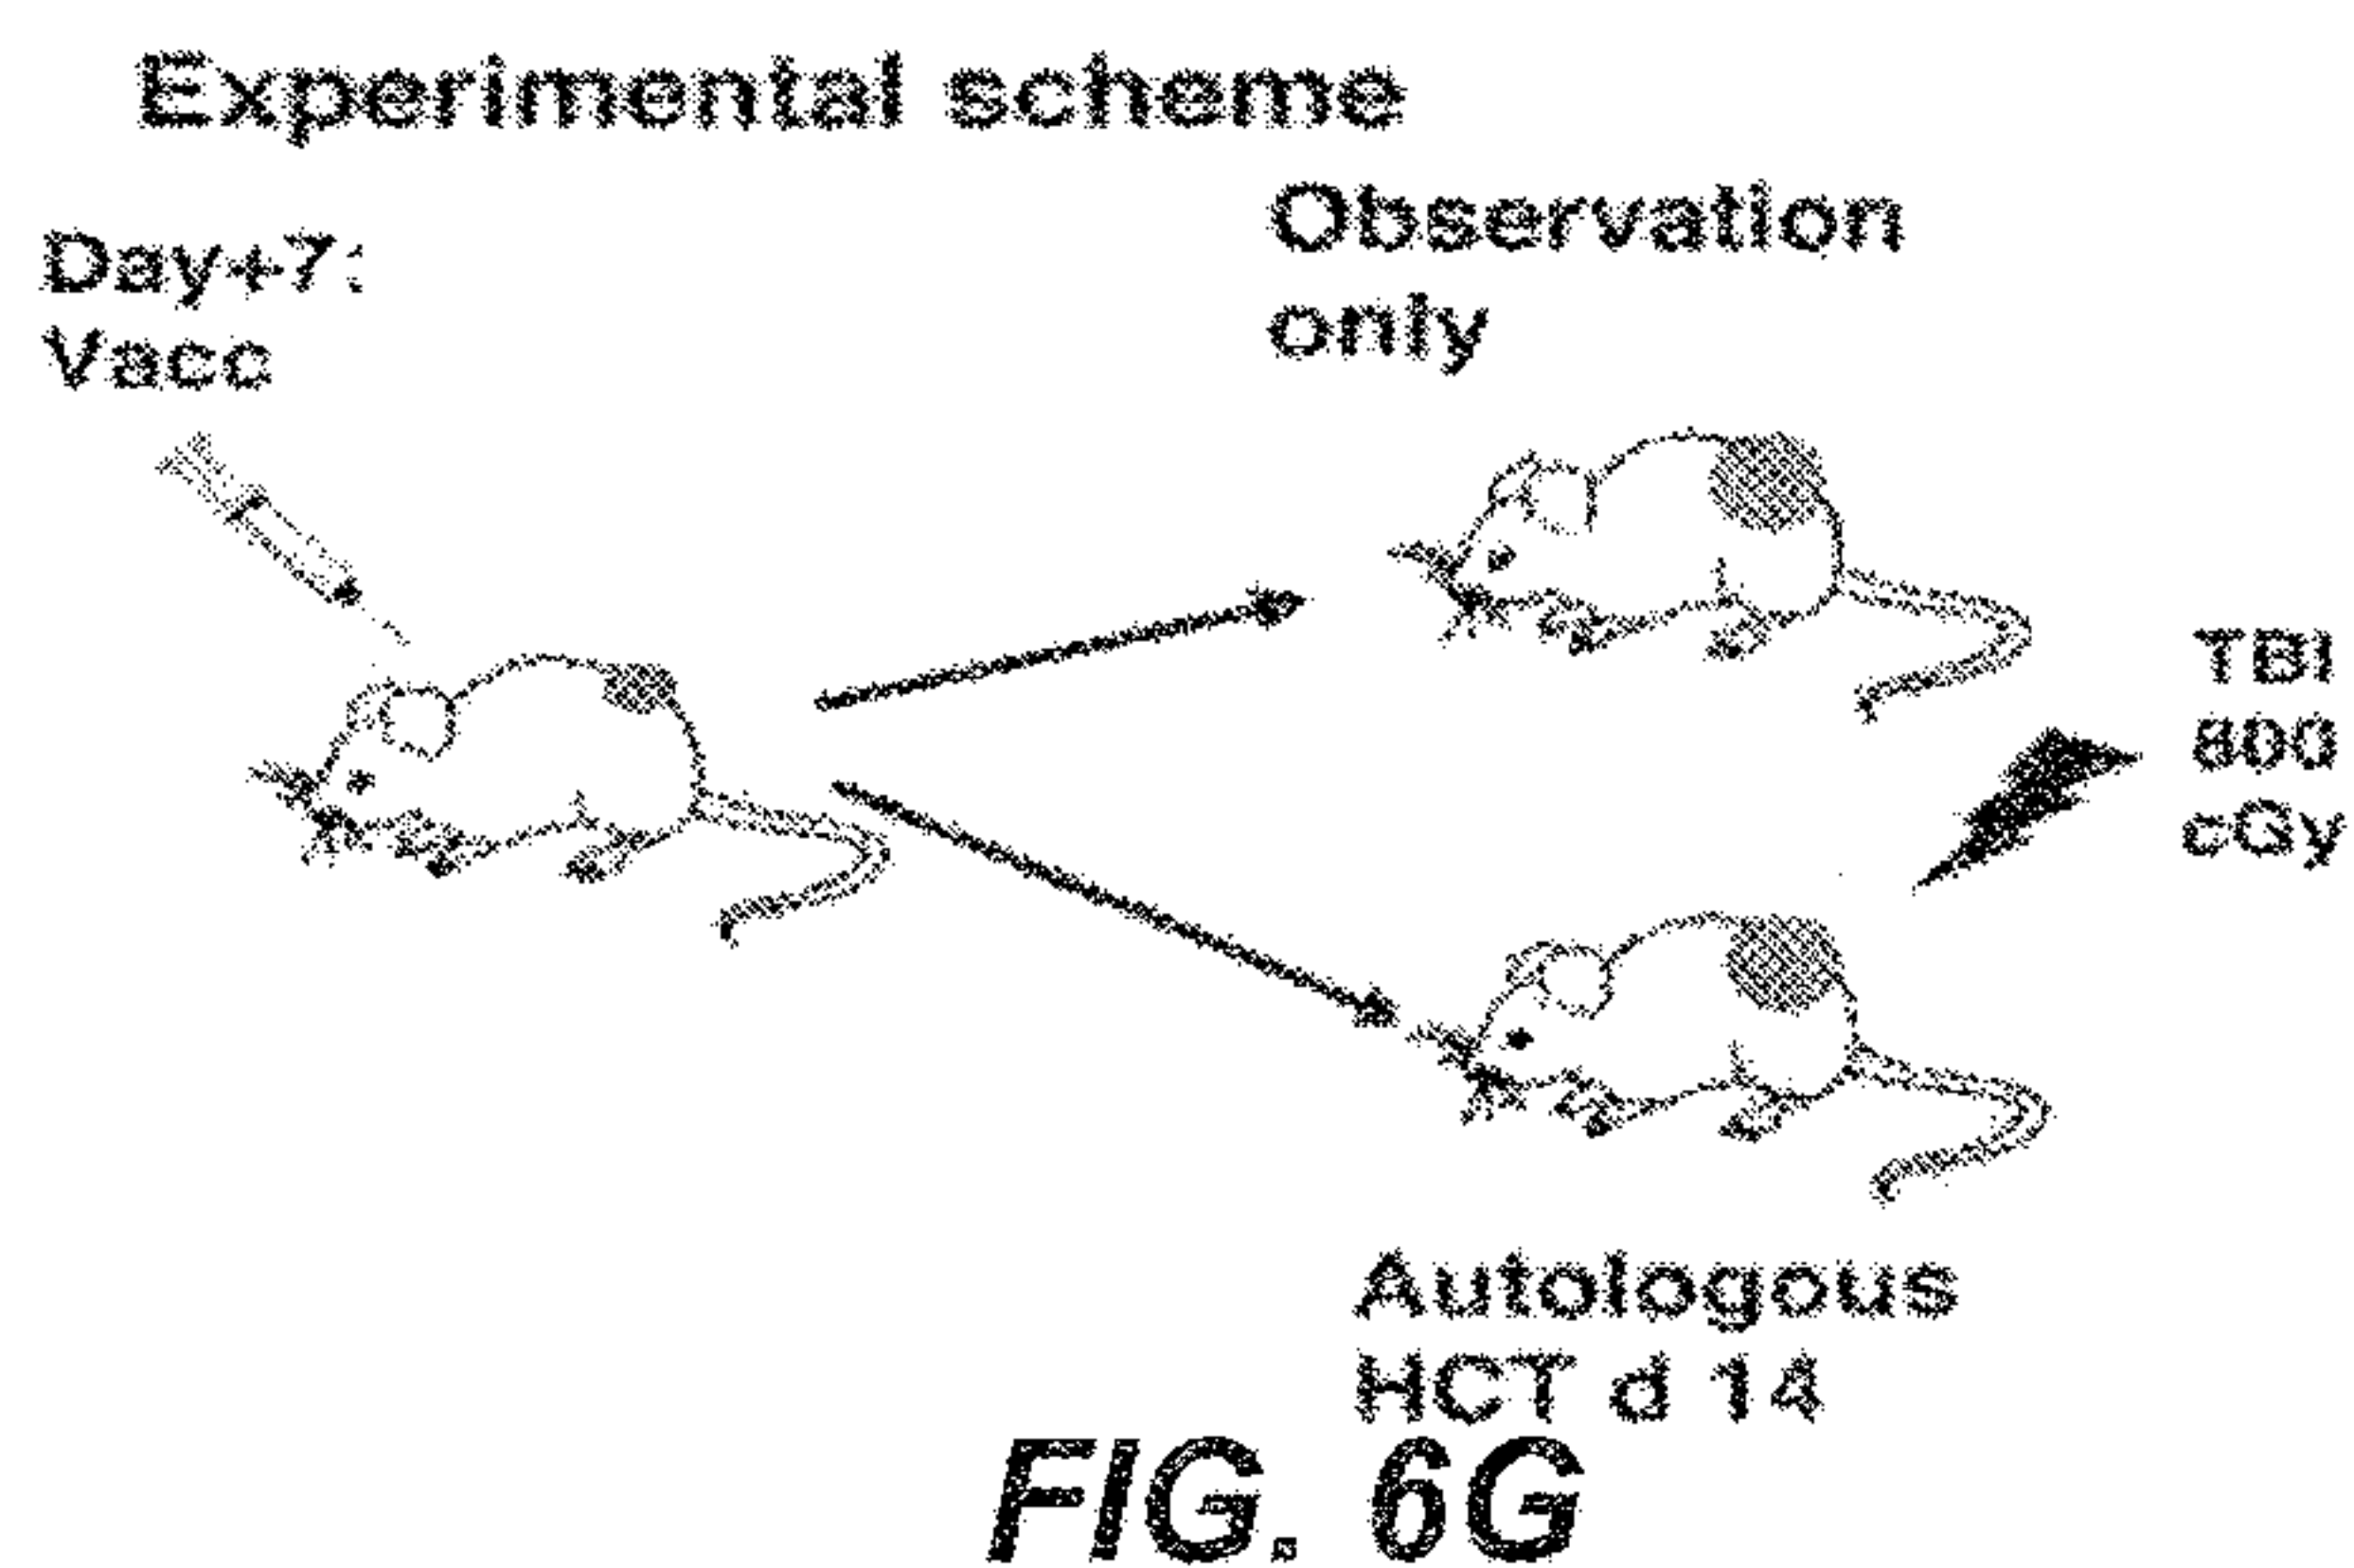 Experimental scheme
Day+7:
Vacc
Observation
only
TBI
800
cGy
Autologous
HCT d 14
FIG. 6G